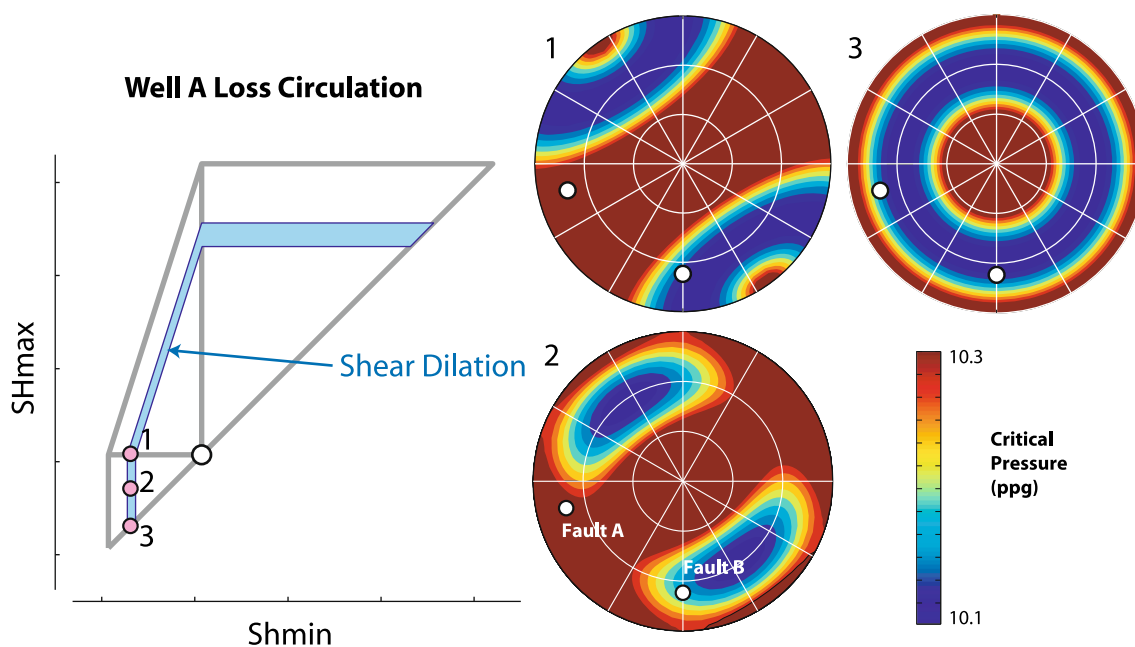 Well A Loss Circulation
SHmax
Shmin
Shear Dilation
1
2
3
1
3
2
Fault A
Fault B
10.3
Critical
Pressure
(ppg)
10.1